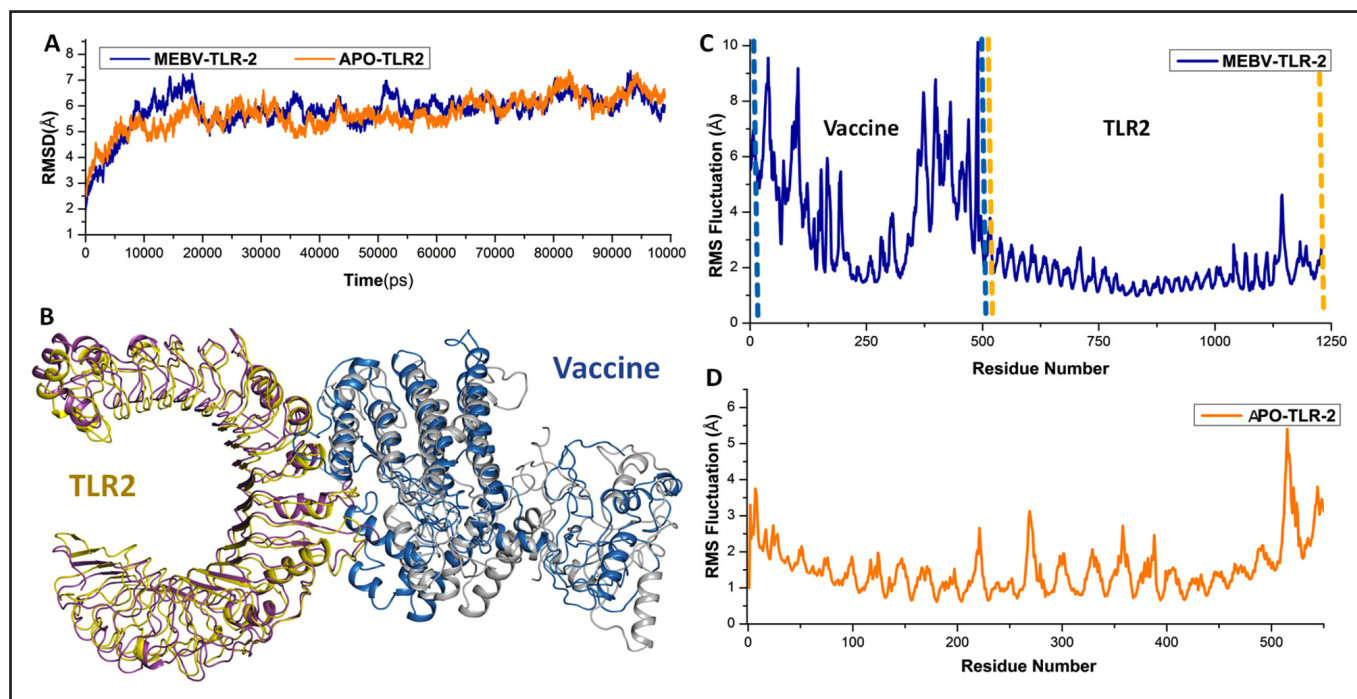 A
MEBV-TLR-2 APO-TLR2
RMSD(Å)
8
7
6
5
4
3
2
1
0 10000 20000 30000 40000 50000 60000 70000 80000 90000 10000
Time(ps)
B
TLR2
Vaccine
C
MEBV-TLR-2
Vaccine TLR2
RMS Fluctuation (Å)
10
8
6
4
2
0
0 250 500 750 1000 1250
Residue Number
D
APO-TLR-2
RMS Fluctuation (Å)
6
5
4
3
2
1
0
0 100 200 300 400 500
Residue Number